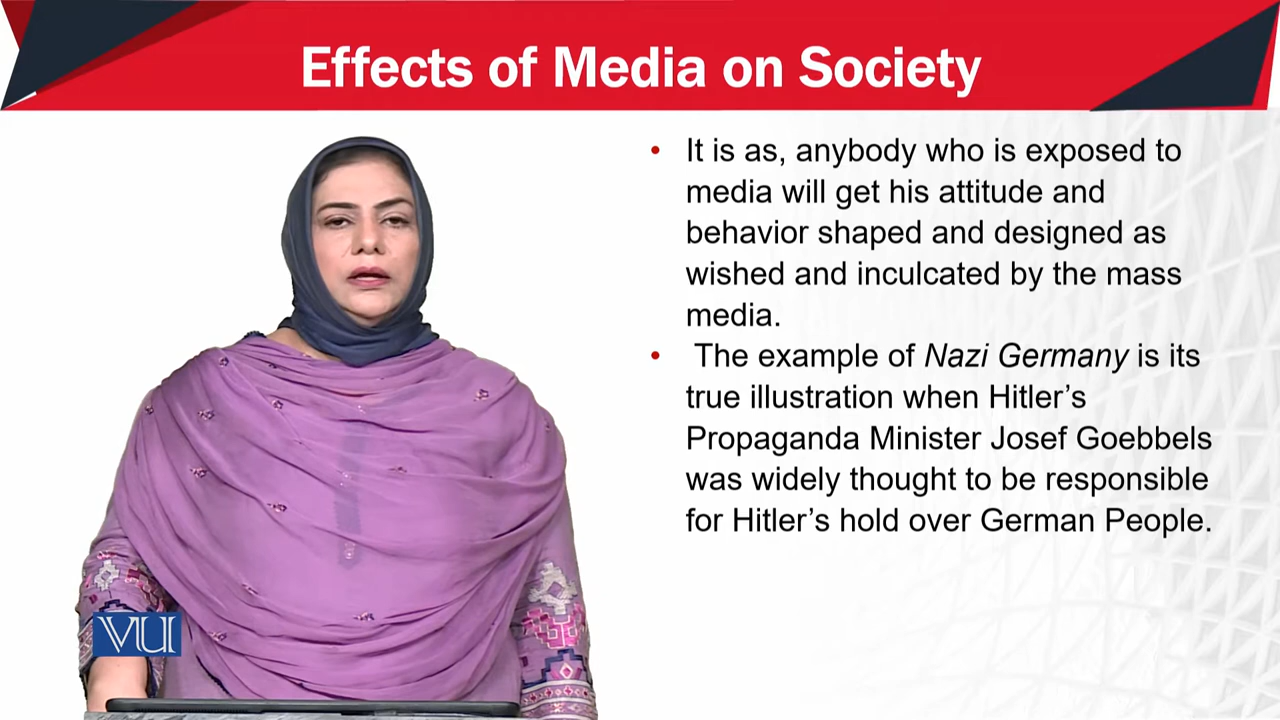 Effects of Media on Society
• It is as, anybody who is exposed to
media will get his attitude and
behavior shaped and designed as
wished and inculcated by the mass
media.
• The example of Nazi Germany is its
true illustration when Hitler’s
Propaganda Minister Josef Goebbels
was widely thought to be responsible
for Hitler’s hold over German People.
VU